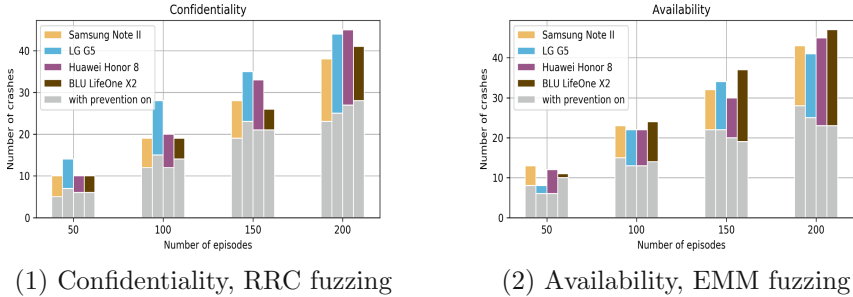 Confidentiality
Number of crashes
40
30
20
10
0
Samsung Note II
LG G5
Huawei Honor 8
BLU LifeOne X2
with prevention on
50
100
150
200
Number of episodes
(1) Confidentiality, RRC fuzzing
Availability
Number of crashes
40
30
20
10
0
Samsung Note II
LG G5
Huawei Honor 8
BLU LifeOne X2
with prevention on
50
100
150
200
Number of episodes
(2) Availability, EMM fuzzing